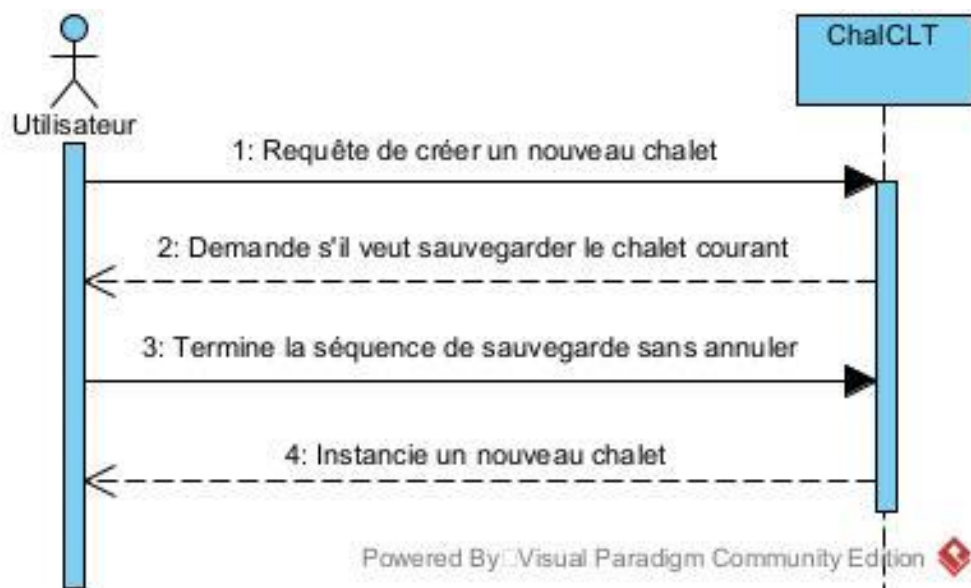 ChalCLT
Utilisateur
1: Requête de créer un nouveau chalet
2: Demande s'il veut sauvegarder le chalet courant
3: Termine la séquence de sauvegarde sans annuler
4: Instancie un nouveau chalet
Powered By Visual Paradigm Community Edition